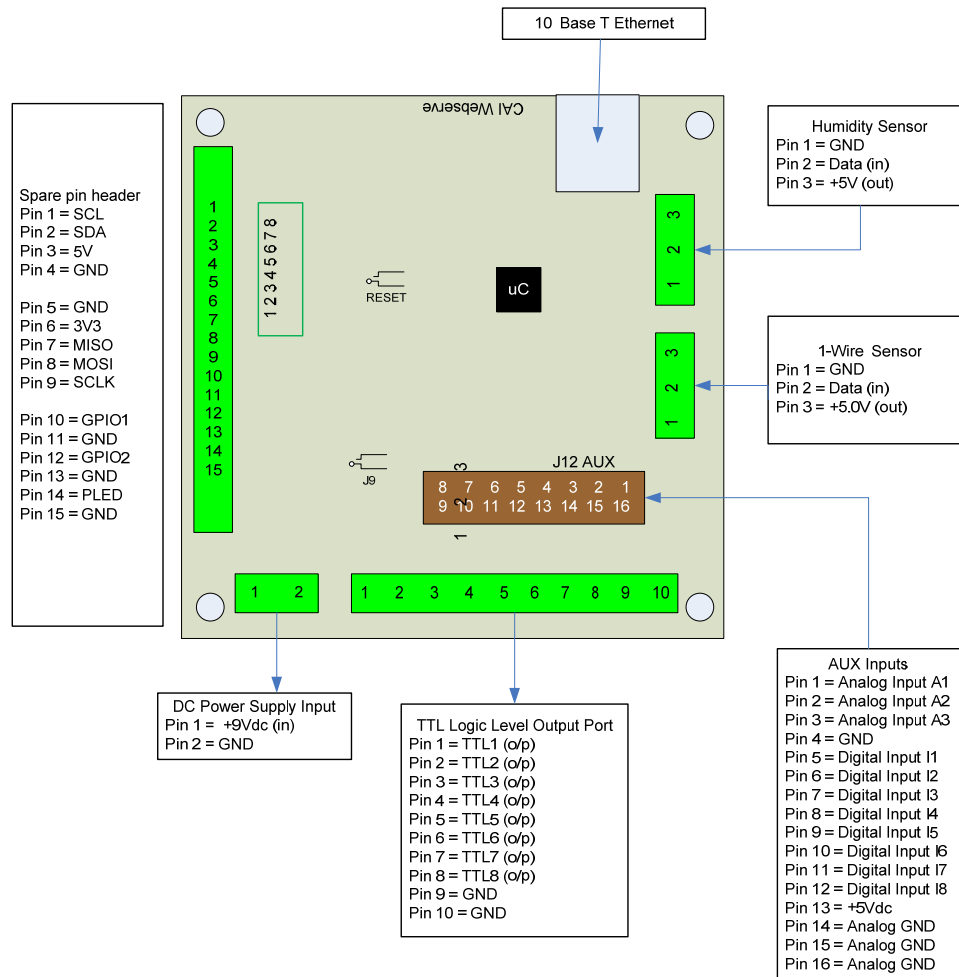 10 Base T Ethernet
CAI Webserve
Humidity Sensor
Pin 1 = GND
Pin 2 = Data (in)
Pin 3 = +5V (out)
Spare pin header
Pin 1 = SCL
Pin 2 = SDA
Pin 3 = 5V
Pin 4 = GND
Pin 5 = GND
Pin 6 = 3V3
Pin 7 = MISO
Pin 8 = MOSI
Pin 9 = SCLK
Pin 10 = GPIO1
Pin 11 = GND
Pin 12 = GPIO2
Pin 13 = GND
Pin 14 = PLED
Pin 15 = GND
1
2
3
4
5
6
7
8
9
10
11
12
13
14
15
1 2 3 4 5 6 7 8
RESET
uC
1 2 3
1-Wire Sensor
Pin 1 = GND
Pin 2 = Data (in)
Pin 3 = +5.0V (out)
1 2 3
J9
J12 AUX
1 2 3
8 7 6 5 4 3 2 1
9 10 11 12 13 14 15 16
1 2
1 2 3 4 5 6 7 8 9 10
DC Power Supply Input
Pin 1 = +9Vdc (in)
Pin 2 = GND
TTL Logic Level Output Port
Pin 1 = TTL1 (o/p)
Pin 2 = TTL2 (o/p)
Pin 3 = TTL3 (o/p)
Pin 4 = TTL4 (o/p)
Pin 5 = TTL5 (o/p)
Pin 6 = TTL6 (o/p)
Pin 7 = TTL7 (o/p)
Pin 8 = TTL8 (o/p)
Pin 9 = GND
Pin 10 = GND
AUX Inputs
Pin 1 = Analog Input A1
Pin 2 = Analog Input A2
Pin 3 = Analog Input A3
Pin 4 = GND
Pin 5 = Digital Input I1
Pin 6 = Digital Input I2
Pin 7 = Digital Input I3
Pin 8 = Digital Input I4
Pin 9 = Digital Input I5
Pin 10 = Digital Input I6
Pin 11 = Digital Input I7
Pin 12 = Digital Input I8
Pin 13 = +5Vdc
Pin 14 = Analog GND
Pin 15 = Analog GND
Pin 16 = Analog GND